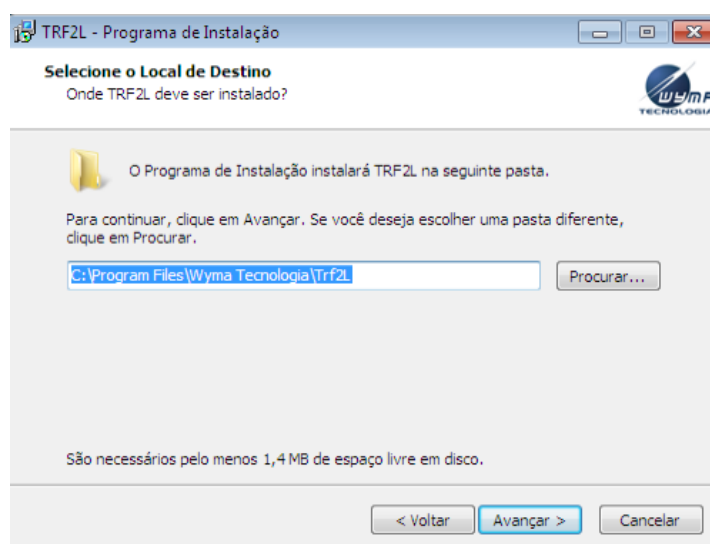 TRF2L - Programa de Instalação
Selecione o Local de Destino
Onde TRF2L deve ser instalado?
WYMA
TECNOLOGIA
O Programa de Instalação instalará TRF2L na seguinte pasta.
Para continuar, clique em Avançar. Se você deseja escolher uma pasta diferente,
clique em Procurar.
C:\Program Files\Wyma Tecnologia\Trf2L
Procurar...
São necessários pelo menos 1,4 MB de espaço livre em disco.
< Voltar
Avançar >
Cancelar